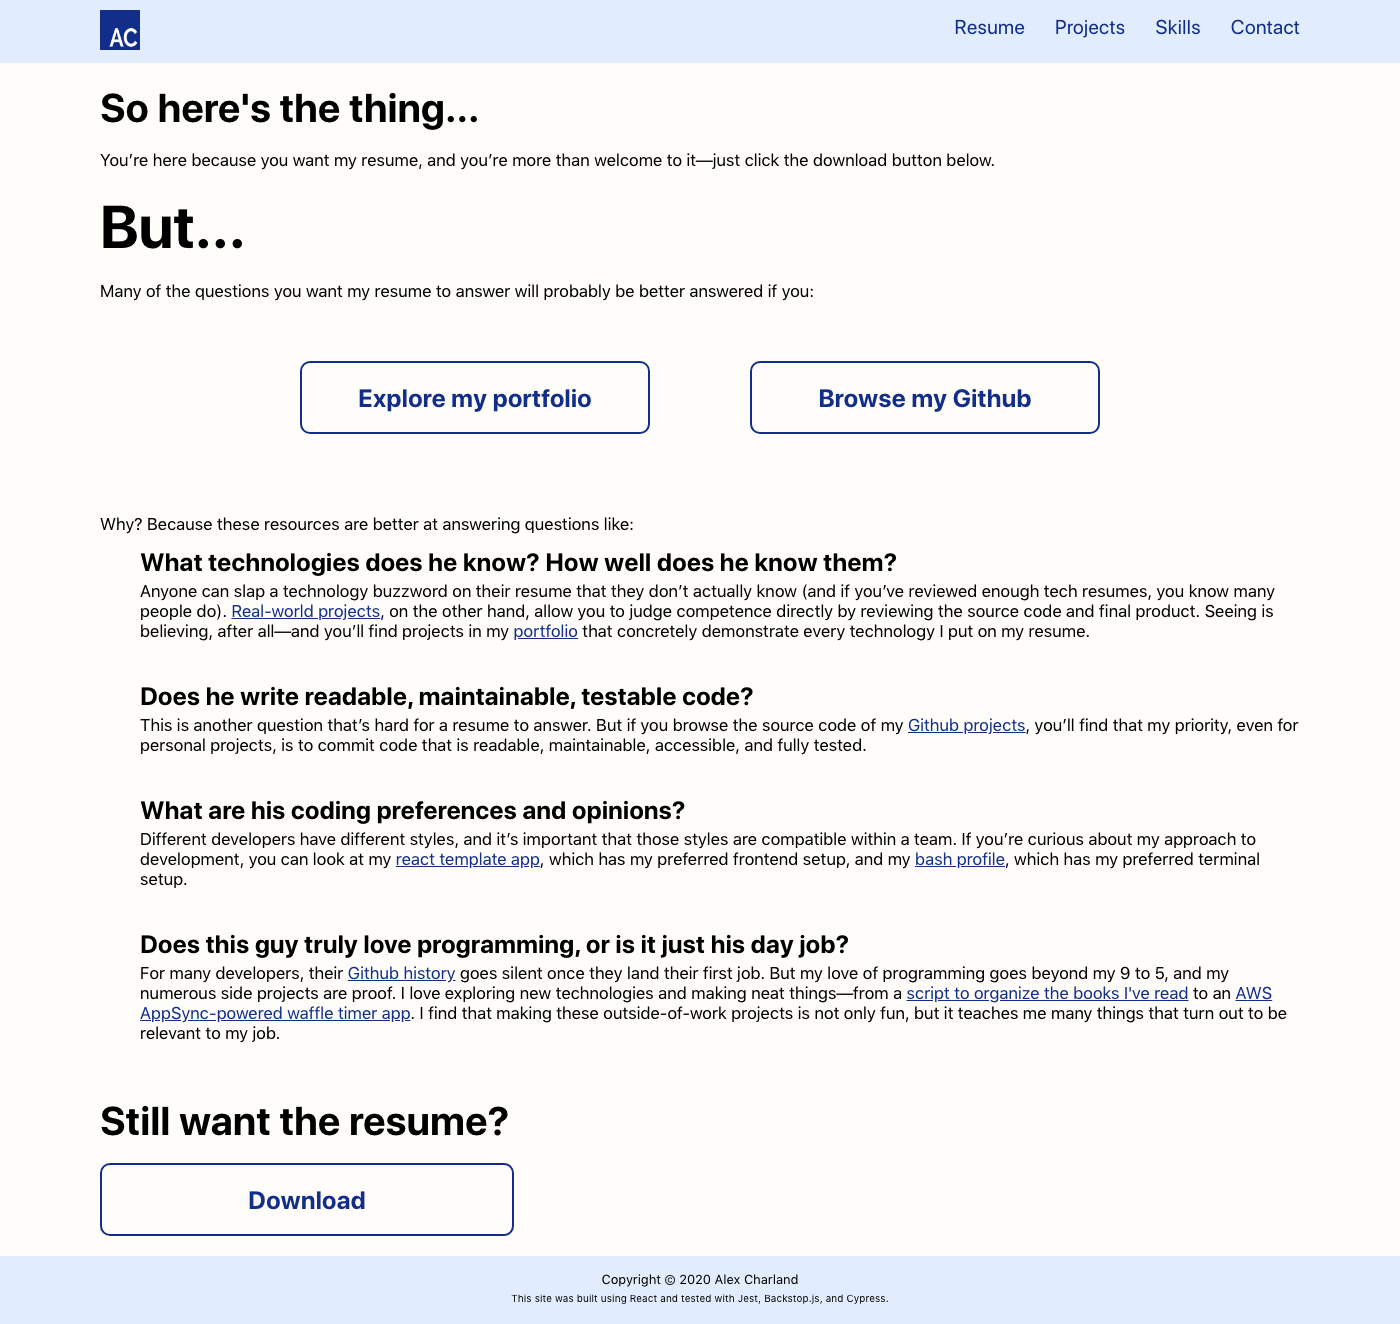 AC
Resume Projects Skills Contact
So here's the thing...
You’re here because you want my resume, and you’re more than welcome to it—just click the download button below.
But...
Many of the questions you want my resume to answer will probably be better answered if you:
Explore my portfolio
Browse my Github
Why? Because these resources are better at answering questions like:
What technologies does he know? How well does he know them?
Anyone can slap a technology buzzword on their resume that they don’t actually know (and if you’ve reviewed enough tech resumes, you know many
people do). Real-world projects, on the other hand, allow you to judge competence directly by reviewing the source code and final product. Seeing is
believing, after all—and you’ll find projects in my portfolio that concretely demonstrate every technology I put on my resume.
Does he write readable, maintainable, testable code?
This is another question that’s hard for a resume to answer. But if you browse the source code of my Github projects, you’ll find that my priority, even for
personal projects, is to commit code that is readable, maintainable, accessible, and fully tested.
What are his coding preferences and opinions?
Different developers have different styles, and it’s important that those styles are compatible within a team. If you’re curious about my approach to
development, you can look at my react template app, which has my preferred frontend setup, and my bash profile, which has my preferred terminal
setup.
Does this guy truly love programming, or is it just his day job?
For many developers, their Github history goes silent once they land their first job. But my love of programming goes beyond my 9 to 5, and my
numerous side projects are proof. I love exploring new technologies and making neat things—from a script to organize the books I've read to an AWS
AppSync-powered waffle timer app. I find that making these outside-of-work projects is not only fun, but it teaches me many things that turn out to be
relevant to my job.
Still want the resume?
Download
Copyright © 2020 Alex Charland
This site was built using React and tested with Jest, Backstop.js, and Cypress.